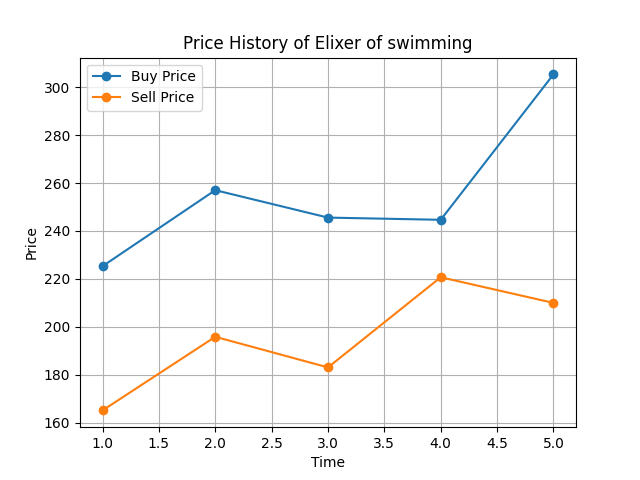 Price History of Elixer of swimming
Buy Price
Sell Price
300
280
260
240
220
200
180
160
Price
1.0 1.5 2.0 2.5 3.0 3.5 4.0 4.5 5.0
Time